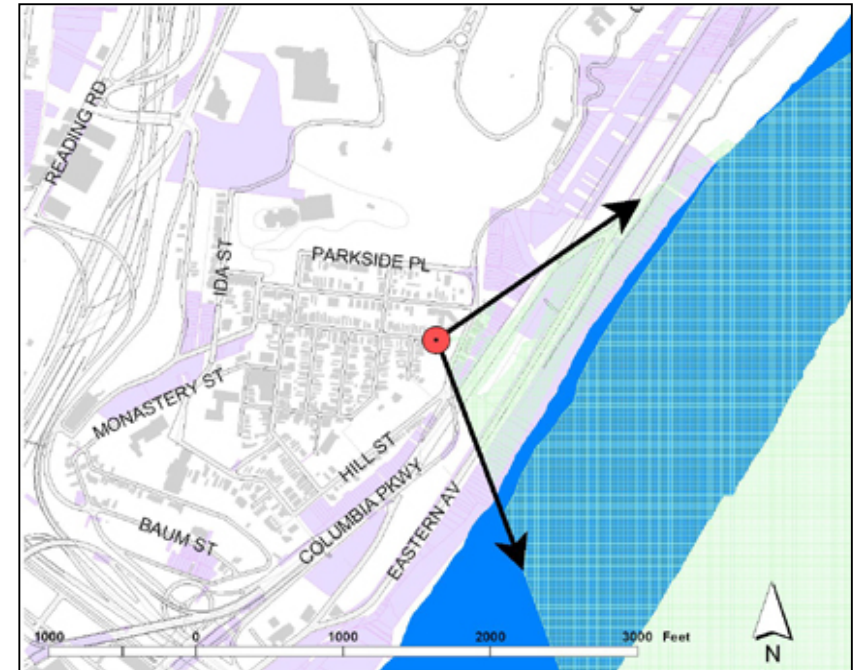 READING RD
IDA ST
PARKSIDE PL
MONASTERY ST
HILL ST
COLUMBIA PKWY
BAUM ST
EASTERN AV
1000 0 1000 2000 3000 Feet
N